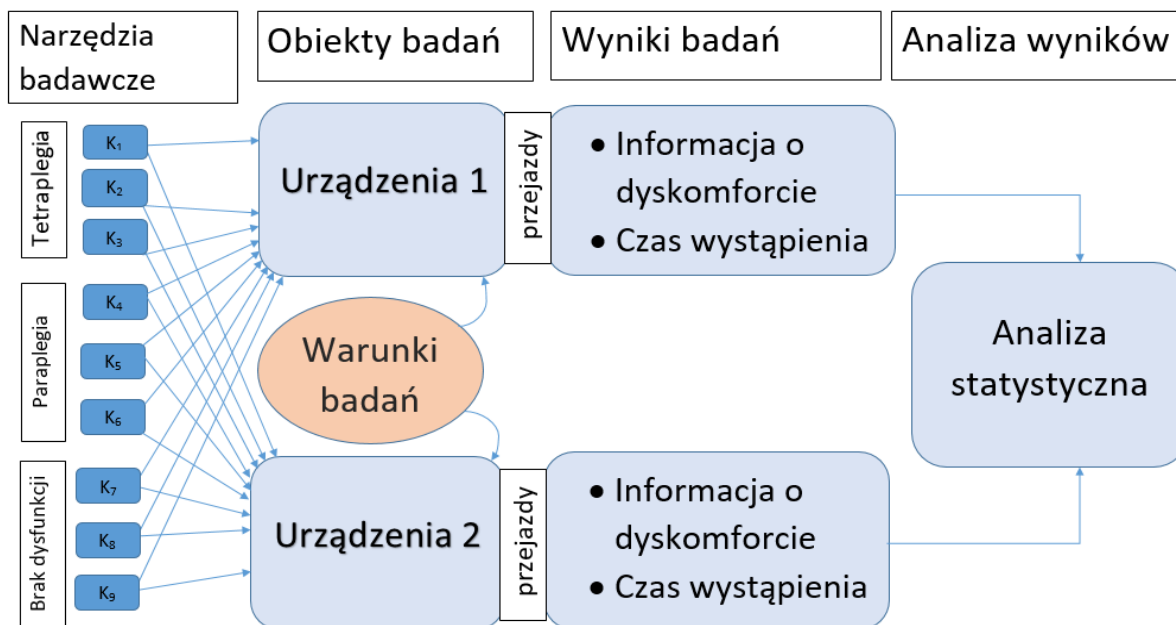 Narzędzia
badawcze
Obiekty badań
Wyniki badań
Analiza wyników
Tetraplegia
K₁
K₂
K₃
Paraplegia
K₄
K₅
K₆
Brak dysfunkcji
K₇
K₈
K₉
Urządzenia 1
Warunki
badań
Urządzenia 2
przejazdy
• Informacja o
dyskomforcie
• Czas wystąpienia
przejazdy
• Informacja o
dyskomforcie
• Czas wystąpienia
Analiza
statystyczna